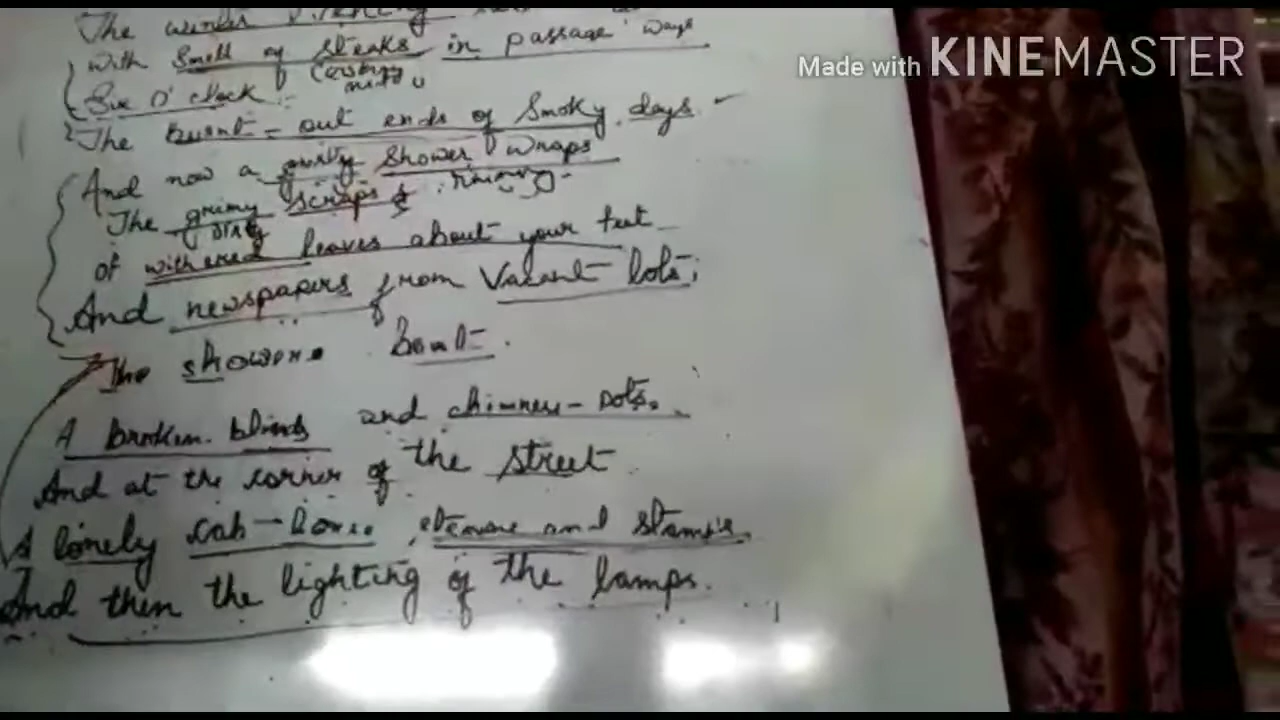 The winter
with Smell of steaks in passage ways
Six O'clock.
The burnt-out ends of Smoky days
And now a gusty shower wraps
The grimy scraps
Dirty
of withered leaves about your feet
And newspapers from Vacant lots;
The showers beat.
A broken blinds and chimney-pots.
And at the corner of the street
A lonely cab-horse steams and stamps.
And then the lighting of the lamps.
Made with KINEMASTER